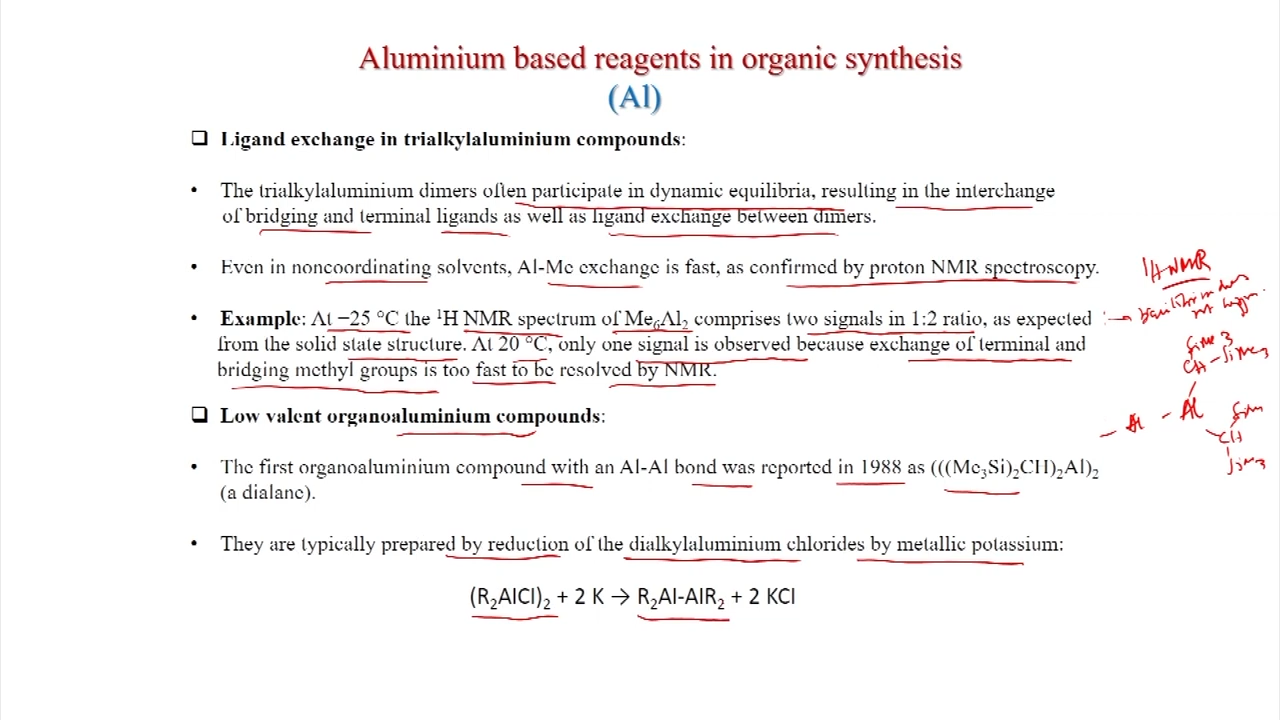 Aluminium based reagents in organic synthesis
(Al)
❑ Ligand exchange in trialkylaluminium compounds:
• The trialkylaluminium dimers often participate in dynamic equilibria, resulting in the interchange
of bridging and terminal ligands as well as ligand exchange between dimers.
• Even in noncoordinating solvents, Al-Me exchange is fast, as confirmed by proton NMR spectroscopy.
• Example: At −25 °C the ¹H NMR spectrum of Me₆Al₂ comprises two signals in 1:2 ratio, as expected
from the solid state structure. At 20 °C, only one signal is observed because exchange of terminal and
bridging methyl groups is too fast to be resolved by NMR.
❑ Low valent organoaluminium compounds:
• The first organoaluminium compound with an Al-Al bond was reported in 1988 as (((Me₃Si)₂CH)₂Al)₂
(a dialane).
• They are typically prepared by reduction of the dialkylaluminium chlorides by metallic potassium:
(R₂AlCl)₂ + 2 K → R₂Al-AlR₂ + 2 KCl
¹H NMR
SiMe₃
CH - SiMe₃
Al - Al
CH
SiMe₃